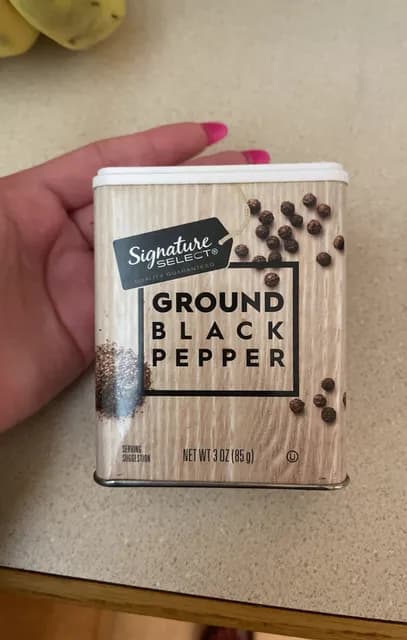 Signature
SELECT®
QUALITY GUARANTEED
GROUND
BLACK
PEPPER
SERVING
SUGGESTION
NET WT 3 OZ (85 g)
U